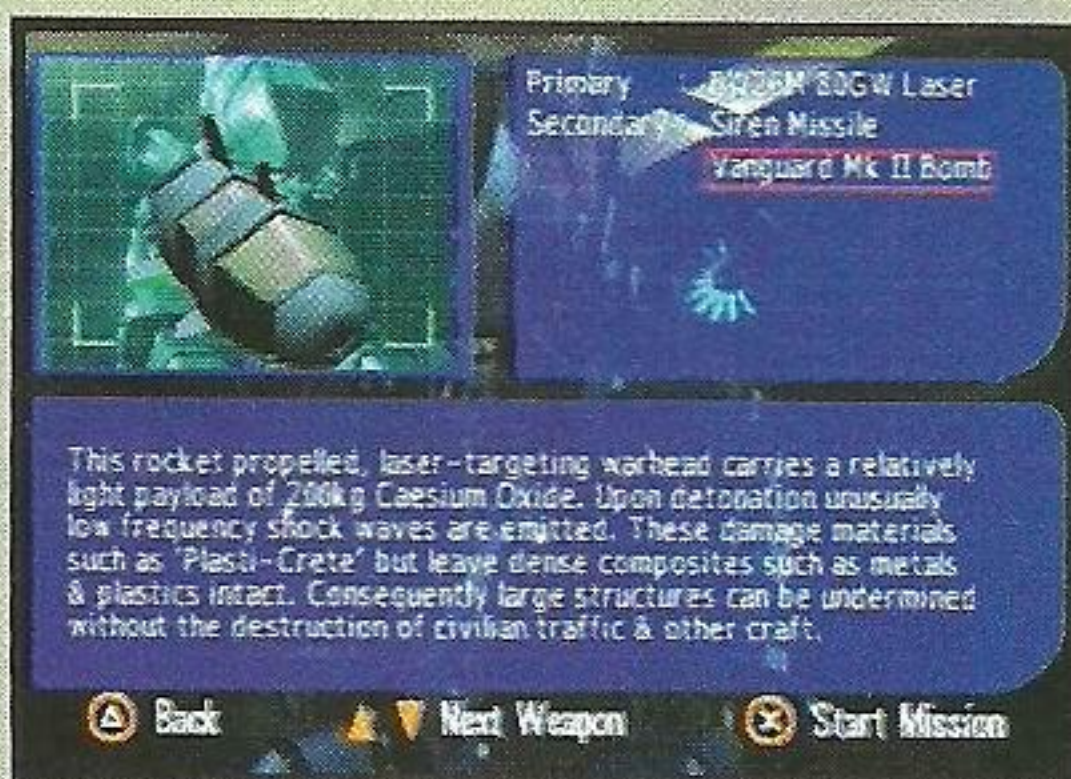 Primary 80GW Laser
Secondary Siren Missile
Vanguard Mk II Bomb
This rocket propelled, laser-targeting warhead carries a relatively
light payload of Caesium Oxide. Upon detonation unusually
low frequency shock waves are emitted. These damage materials
such as 'Plasti-Crete' but leave dense composites such as metals
& plastics intact. Consequently large structures can be undermined
without the destruction of civilian traffic & other craft.
Back Next Weapon Start Mission